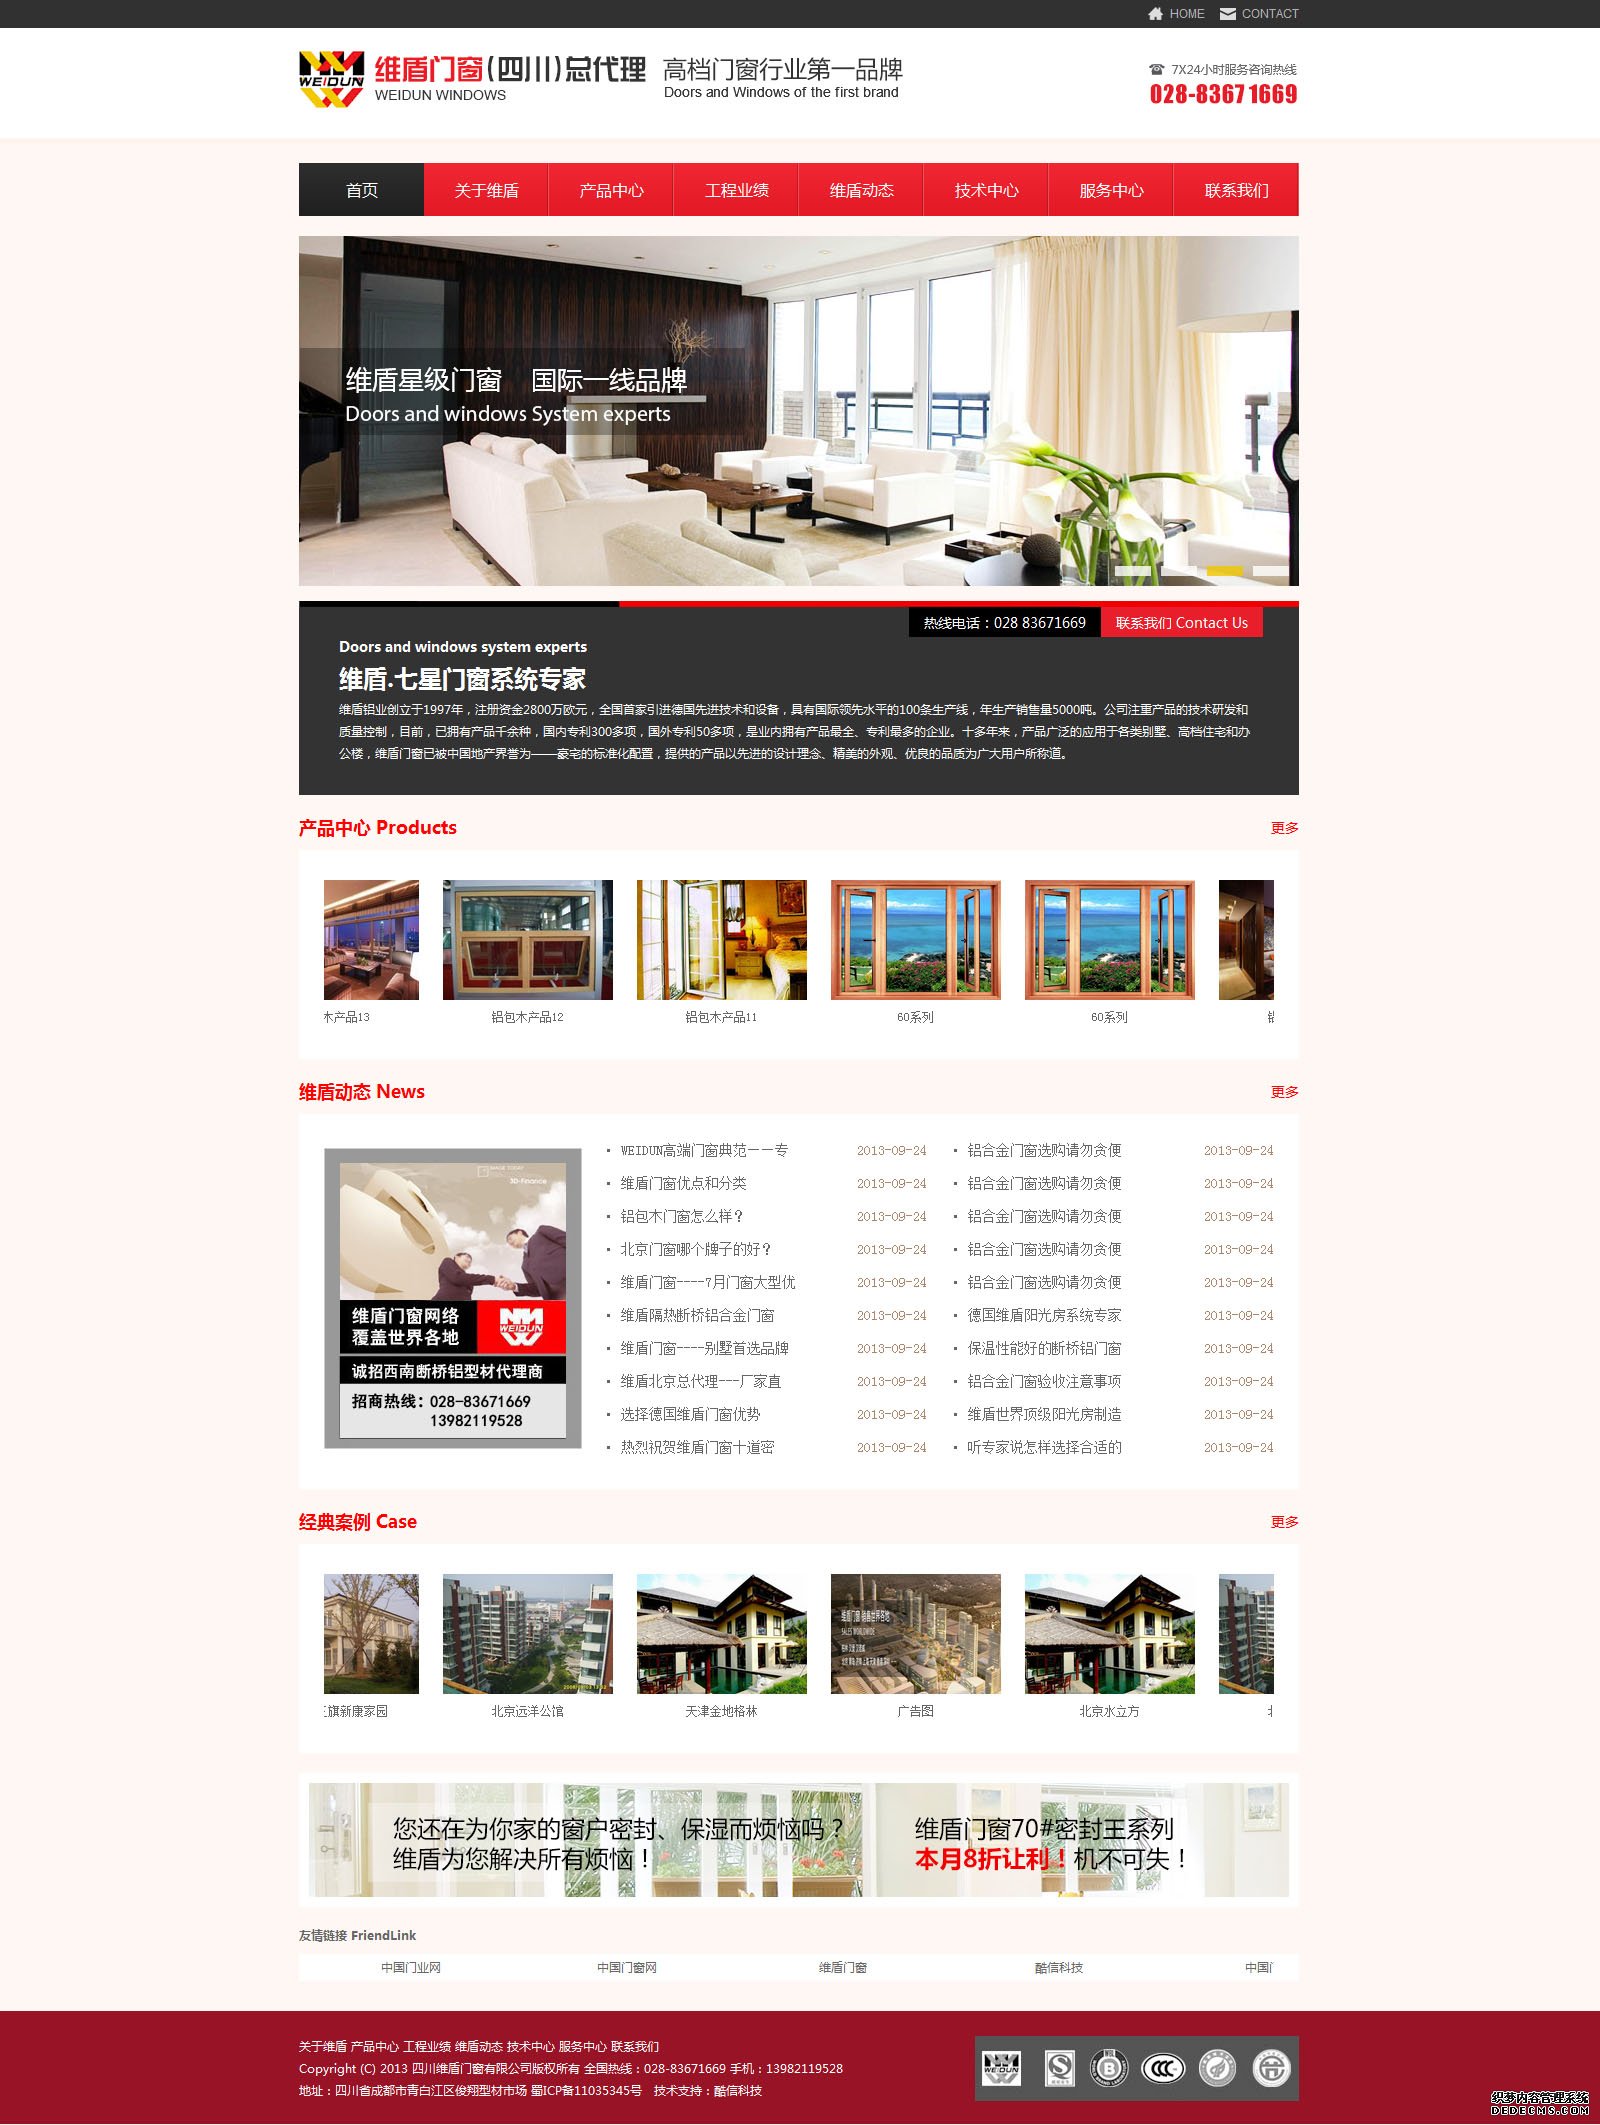 HOME CONTACT
WEIDUN
维盾门窗(四川)总代理
WEIDUN WINDOWS
高档门窗行业第一品牌
Doors and Windows of the first brand
7X24小时服务咨询热线
028-8367 1669
首页 关于维盾 产品中心 工程业绩 维盾动态 技术中心 服务中心 联系我们
维盾星级门窗 国际一线品牌
Doors and windows System experts
热线电话：028 83671669 联系我们 Contact Us
Doors and windows system experts
维盾.七星门窗系统专家
维盾铝业创立于1997年，注册资金2800万欧元，全国首家引进德国先进技术和设备，具有国际领先水平的100条生产线，年生产销售量5000吨。公司注重产品的技术研发和
质量控制，目前，已拥有产品千余种，国内专利300多项，国外专利50多项，是业内拥有产品最全、专利最多的企业。十多年来，产品广泛的应用于各类别墅、高档住宅和办
公楼，维盾门窗已被中国地产界誉为——豪宅的标准化配置，提供的产品以先进的设计理念、精美的外观、优良的品质为广大用户所称道。
产品中心 Products 更多
木产品13 铝包木产品12 铝包木产品11 60系列 60系列
维盾动态 News 更多
IMAGE TODAY
3D-Finance
维盾门窗网络
覆盖世界各地
WEIDUN
诚招西南断桥铝型材代理商
招商热线：028-83671669
13982119528
WEIDUN高端门窗典范－－专 2013-09-24
维盾门窗优点和分类 2013-09-24
铝包木门窗怎么样？ 2013-09-24
北京门窗哪个牌子的好？ 2013-09-24
维盾门窗----7月门窗大型优 2013-09-24
维盾隔热断桥铝合金门窗 2013-09-24
维盾门窗----别墅首选品牌 2013-09-24
维盾北京总代理---厂家直 2013-09-24
选择德国维盾门窗优势 2013-09-24
热烈祝贺维盾门窗十道密 2013-09-24
铝合金门窗选购请勿贪便 2013-09-24
铝合金门窗选购请勿贪便 2013-09-24
铝合金门窗选购请勿贪便 2013-09-24
铝合金门窗选购请勿贪便 2013-09-24
铝合金门窗选购请勿贪便 2013-09-24
德国维盾阳光房系统专家 2013-09-24
保温性能好的断桥铝门窗 2013-09-24
铝合金门窗验收注意事项 2013-09-24
维盾世界顶级阳光房制造 2013-09-24
听专家说怎样选择合适的 2013-09-24
经典案例 Case 更多
维盾门窗 销售世界各地
SALES WORLDWIDE
旗新康家园 北京远洋公馆 天津金地格林 广告图 北京水立方
您还在为你家的窗户密封、保湿而烦恼吗？
维盾为您解决所有烦恼！
维盾门窗70#密封王系列
本月8折让利！机不可失！
友情链接 FriendLink
中国门业网 中国门窗网 维盾门窗 酷信科技 中国门
关于维盾 产品中心 工程业绩 维盾动态 技术中心 服务中心 联系我们
Copyright (C) 2013 四川维盾门窗有限公司版权所有 全国热线：028-83671669 手机：13982119528
地址：四川省成都市青白江区俊翔型材市场 蜀ICP备11035345号 技术支持：酷信科技
WEIDUN
织梦内容管理系统
DEDECMS.COM